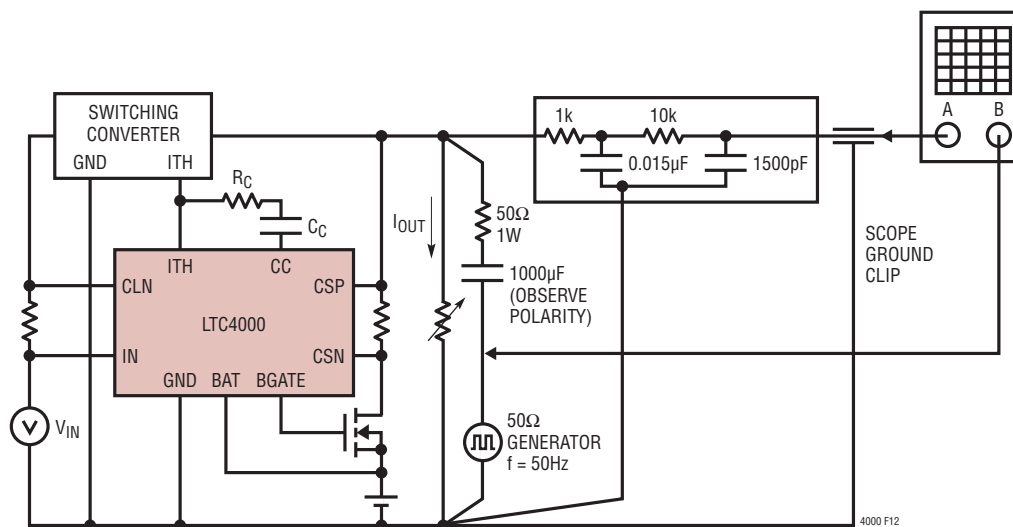 A
B
SWITCHING
CONVERTER
GND
ITH
1k
10k
0.015µF
1500pF
R_C
C_C
I_OUT
50Ω
1W
1000µF
(OBSERVE
POLARITY)
SCOPE
GROUND
CLIP
ITH
CC
CLN
CSP
LTC4000
IN
CSN
GND
BAT
BGATE
V_IN
50Ω
GENERATOR
f = 50Hz
4000 F12